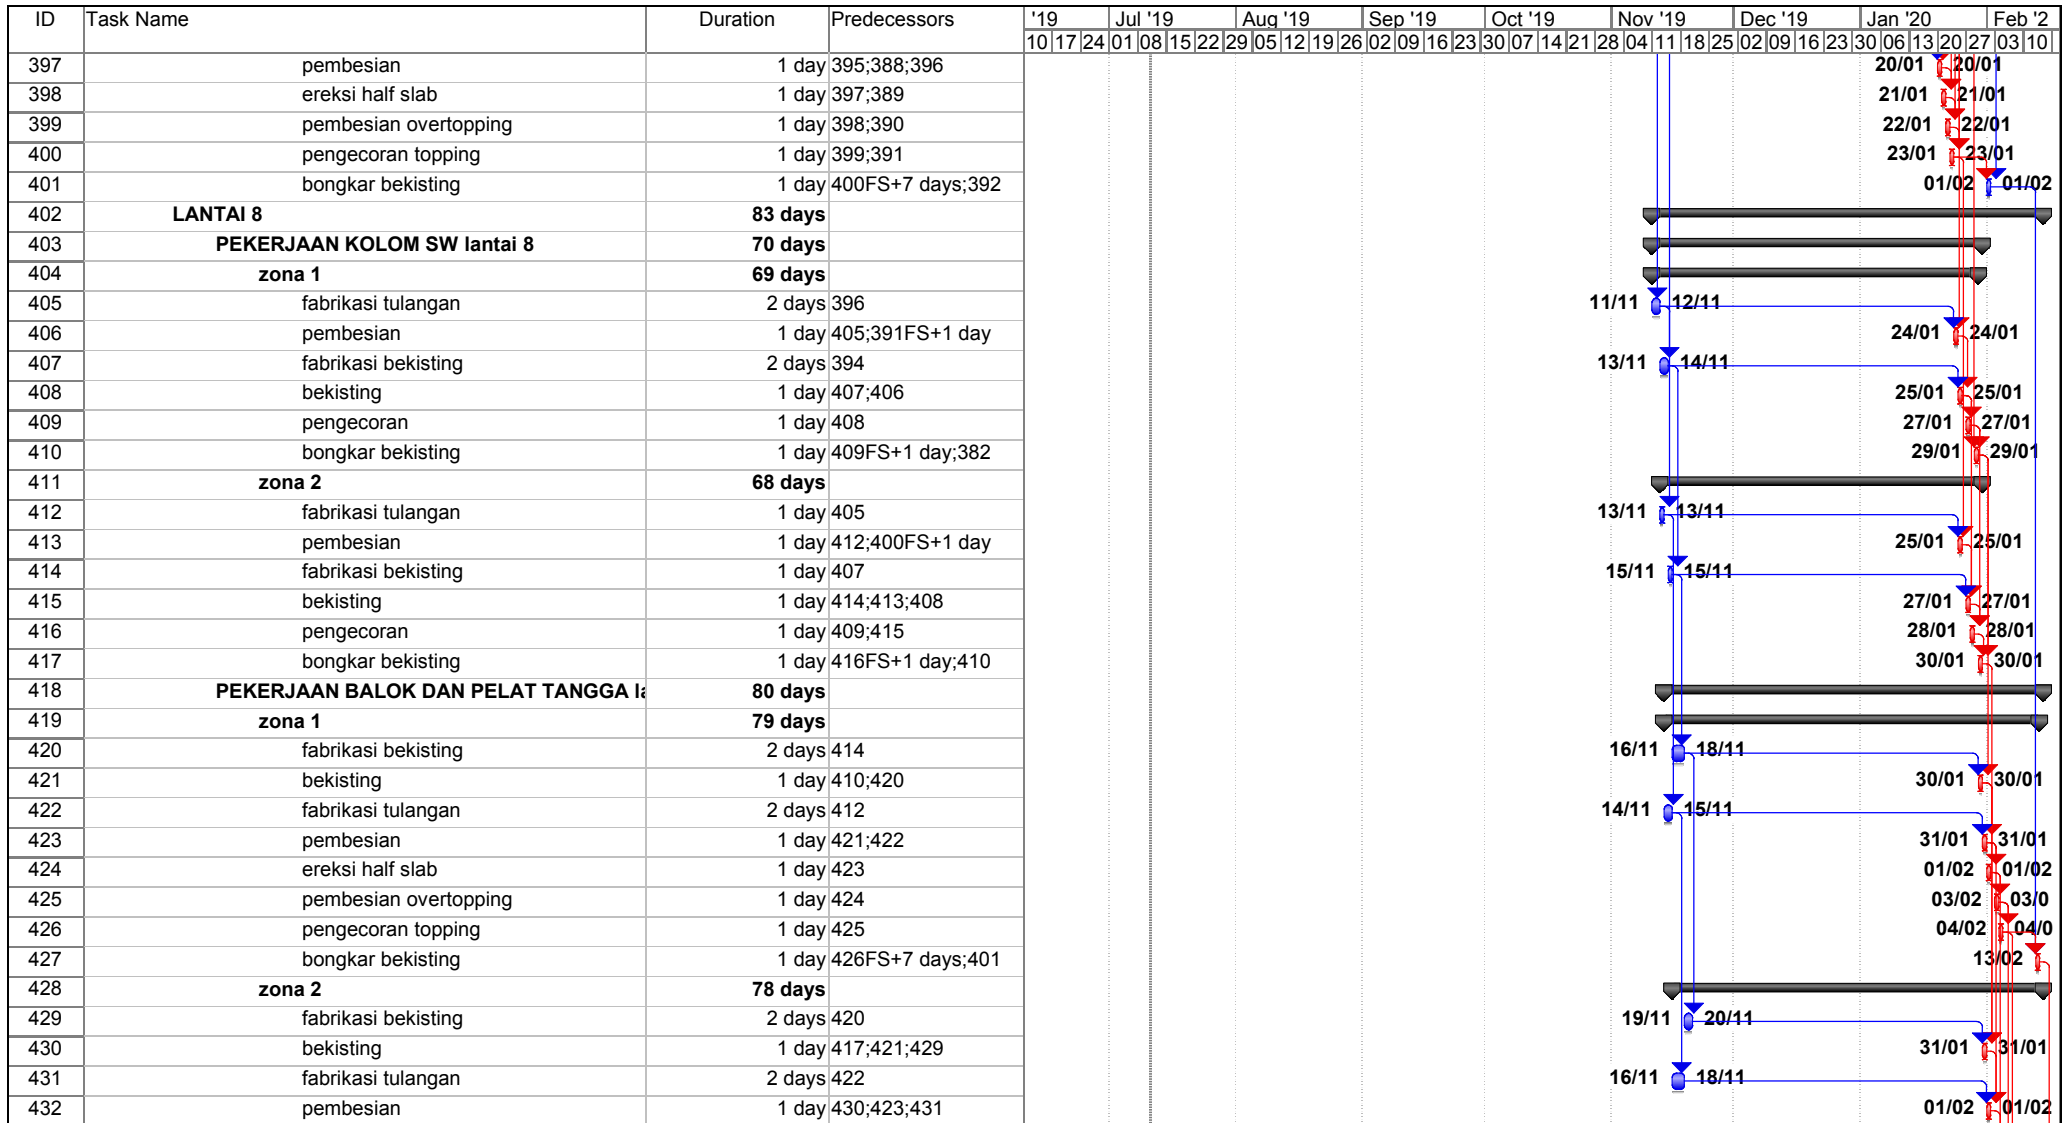 ID Task Name Duration Predecessors '19 Jul '19 Aug '19 Sep '19 Oct '19 Nov '19 Dec '19 Jan '20 Feb '2
10 17 24 01 08 15 22 29 05 12 19 26 02 09 16 23 30 07 14 21 28 04 11 18 25 02 09 16 23 30 06 13 20 27 03 10
397 pembesian 1 day 395;388;396 20/01 20/01
398 ereksi half slab 1 day 397;389 21/01 21/01
399 pembesian overtopping 1 day 398;390 22/01 22/01
400 pengecoran topping 1 day 399;391 23/01 23/01
401 bongkar bekisting 1 day 400FS+7 days;392 01/02 01/02
402 LANTAI 8 83 days
403 PEKERJAAN KOLOM SW lantai 8 70 days
404 zona 1 69 days
405 fabrikasi tulangan 2 days 396 11/11 12/11
406 pembesian 1 day 405;391FS+1 day 24/01 24/01
407 fabrikasi bekisting 2 days 394 13/11 14/11
408 bekisting 1 day 407;406 25/01 25/01
409 pengecoran 1 day 408 27/01 27/01
410 bongkar bekisting 1 day 409FS+1 day;382 29/01 29/01
411 zona 2 68 days
412 fabrikasi tulangan 1 day 405 13/11 13/11
413 pembesian 1 day 412;400FS+1 day 25/01 25/01
414 fabrikasi bekisting 1 day 407 15/11 15/11
415 bekisting 1 day 414;413;408 27/01 27/01
416 pengecoran 1 day 409;415 28/01 28/01
417 bongkar bekisting 1 day 416FS+1 day;410 30/01 30/01
418 PEKERJAAN BALOK DAN PELAT TANGGA la 80 days
419 zona 1 79 days
420 fabrikasi bekisting 2 days 414 16/11 18/11
421 bekisting 1 day 410;420 30/01 30/01
422 fabrikasi tulangan 2 days 412 14/11 15/11
423 pembesian 1 day 421;422 31/01 31/01
424 ereksi half slab 1 day 423 01/02 01/02
425 pembesian overtopping 1 day 424 03/02 03/0
426 pengecoran topping 1 day 425 04/02 04/0
427 bongkar bekisting 1 day 426FS+7 days;401 13/02
428 zona 2 78 days
429 fabrikasi bekisting 2 days 420 19/11 20/11
430 bekisting 1 day 417;421;429 31/01 31/01
431 fabrikasi tulangan 2 days 422 16/11 18/11
432 pembesian 1 day 430;423;431 01/02 01/02